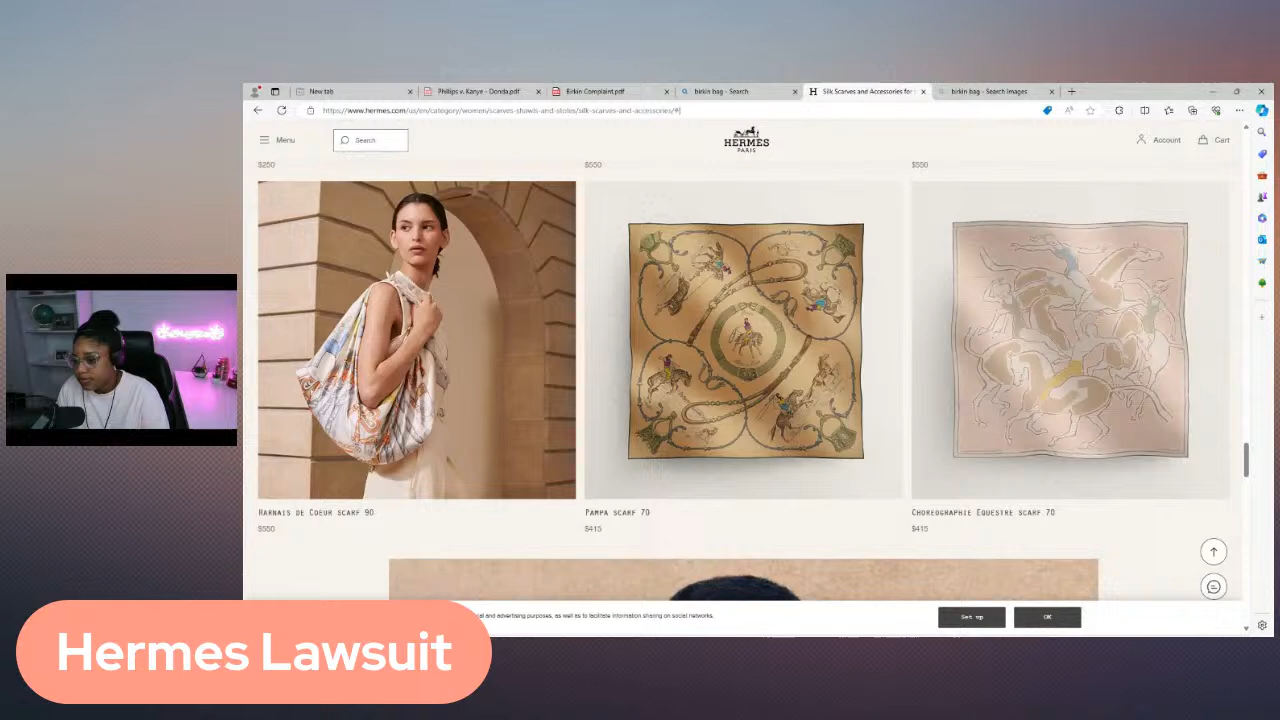 New tab
Phillips v. Kanye - Donda.pdf
Birkin Complaint.pdf
birkin bag - Search
H Silk Scarves and Accessories for
birkin bag - Search Images
https://www.hermes.com/us/en/category/women/scarves-shawls-and-stoles/silk-scarves-and-accessories/#|
Menu
Search
HERMÈS
PARIS
Account
Cart
$250
$550
$550
Harnais de Coeur scarf 90
Pampa scarf 70
Choregraphie Equestre scarf 70
$550
$415
$415
and advertising purposes, as well as to facilitate information sharing on social networks.
Set up
OK
Hermes Lawsuit